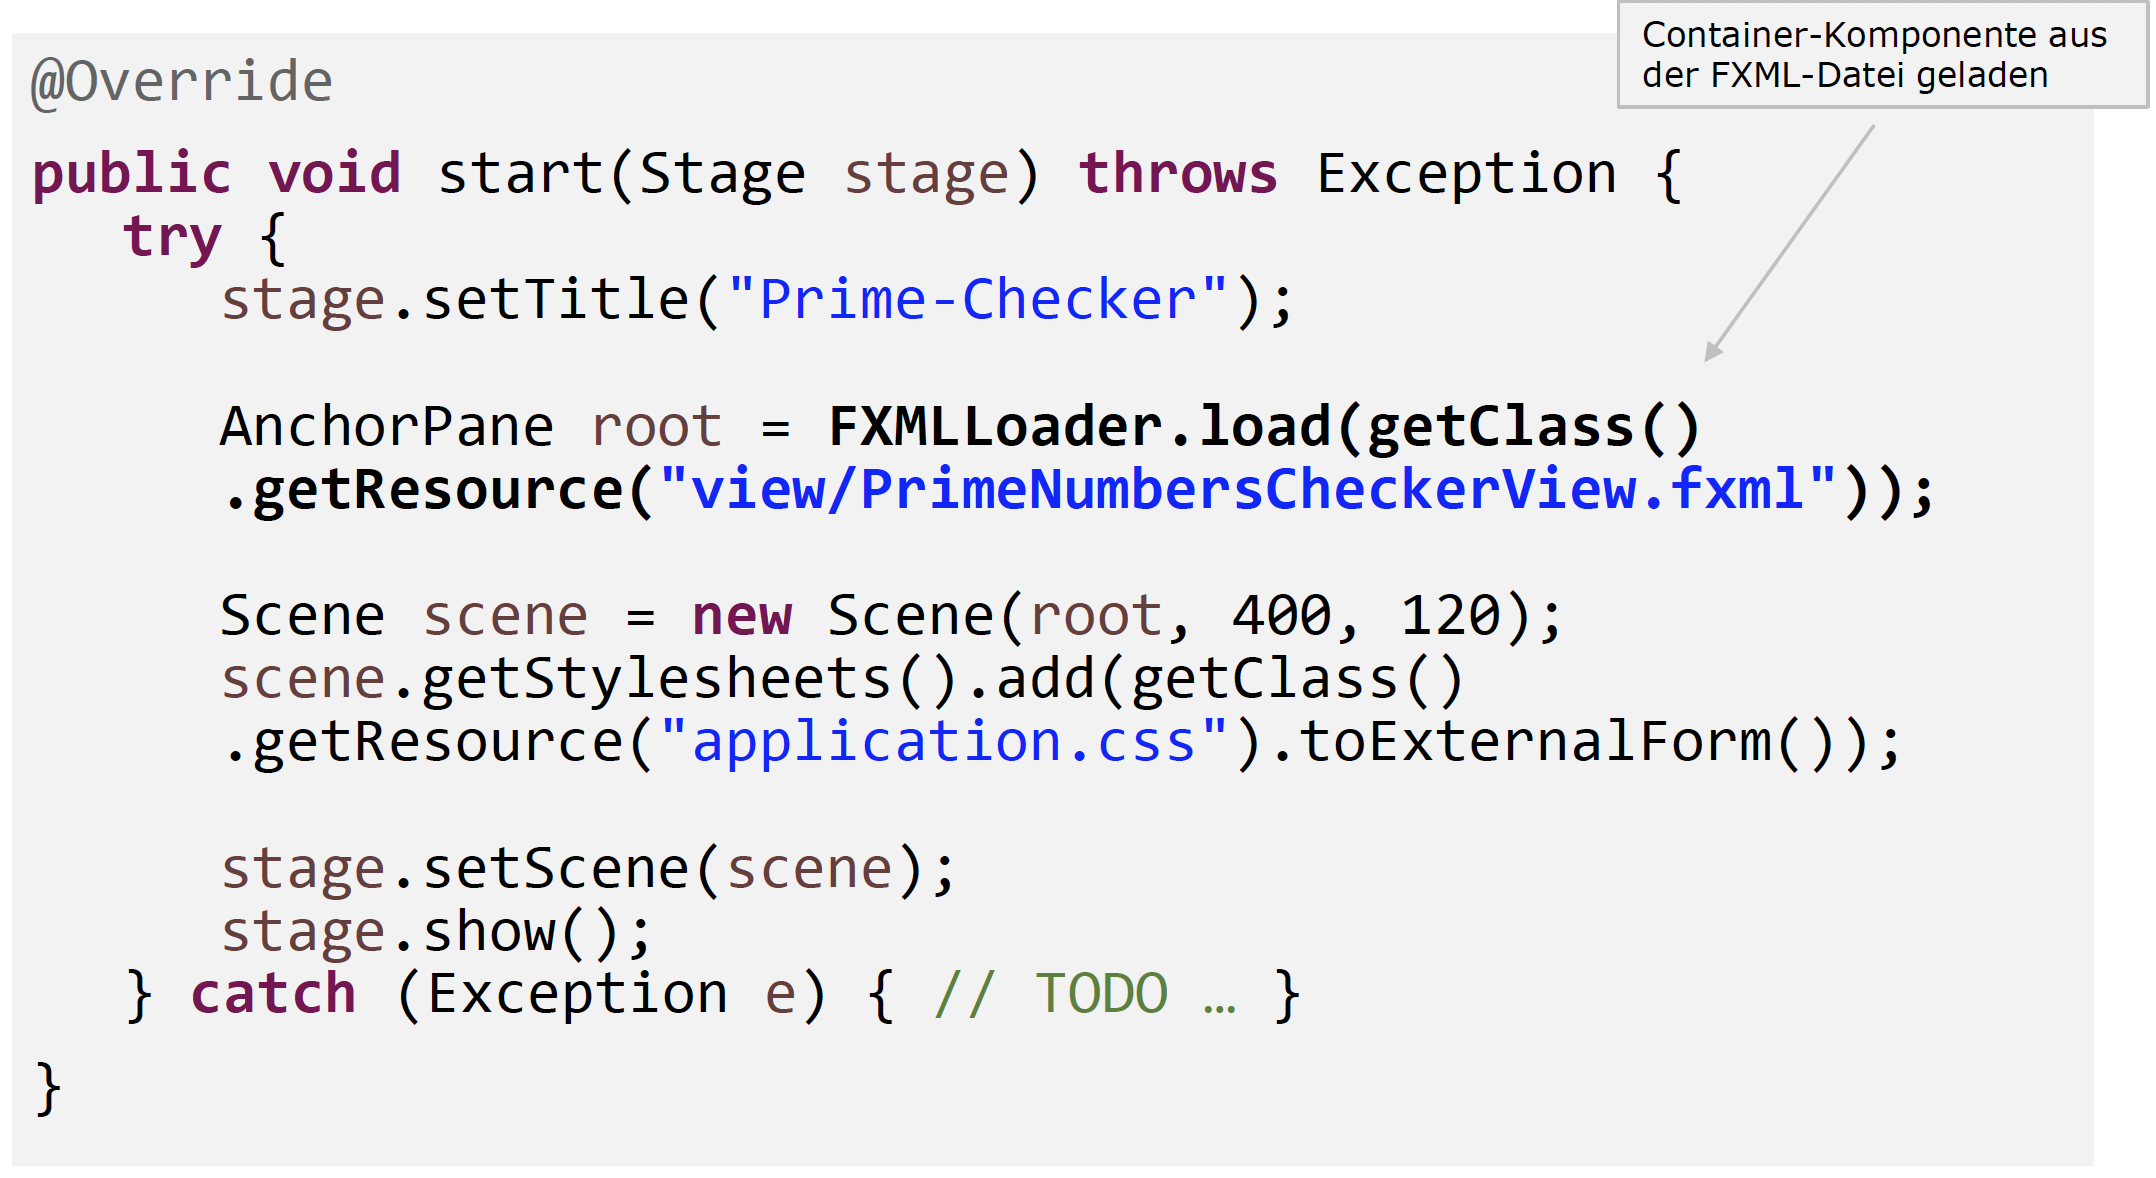 Container-Komponente aus
der FXML-Datei geladen
@Override
public void start(Stage stage) throws Exception {
try {
stage.setTitle("Prime-Checker");
AnchorPane root = FXMLLoader.load(getClass()
.getResource("view/PrimeNumbersCheckerView.fxml"));
Scene scene = new Scene(root, 400, 120);
scene.getStylesheets().add(getClass()
.getResource("application.css").toExternalForm());
stage.setScene(scene);
stage.show();
} catch (Exception e) { // TODO … }
}